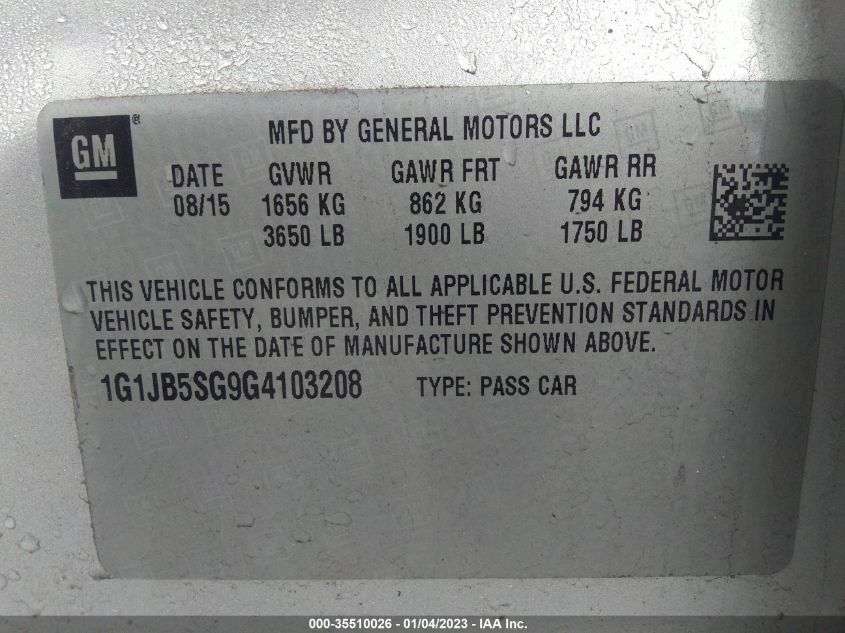 GM ®
MFD BY GENERAL MOTORS LLC
DATE GVWR GAWR FRT GAWR RR
08/15 1656 KG 862 KG 794 KG
3650 LB 1900 LB 1750 LB
THIS VEHICLE CONFORMS TO ALL APPLICABLE U.S. FEDERAL MOTOR
VEHICLE SAFETY, BUMPER, AND THEFT PREVENTION STANDARDS IN
EFFECT ON THE DATE OF MANUFACTURE SHOWN ABOVE.
1G1JB5SG9G4103208 TYPE: PASS CAR
000-35510026 - 01/04/2023 - IAA Inc.